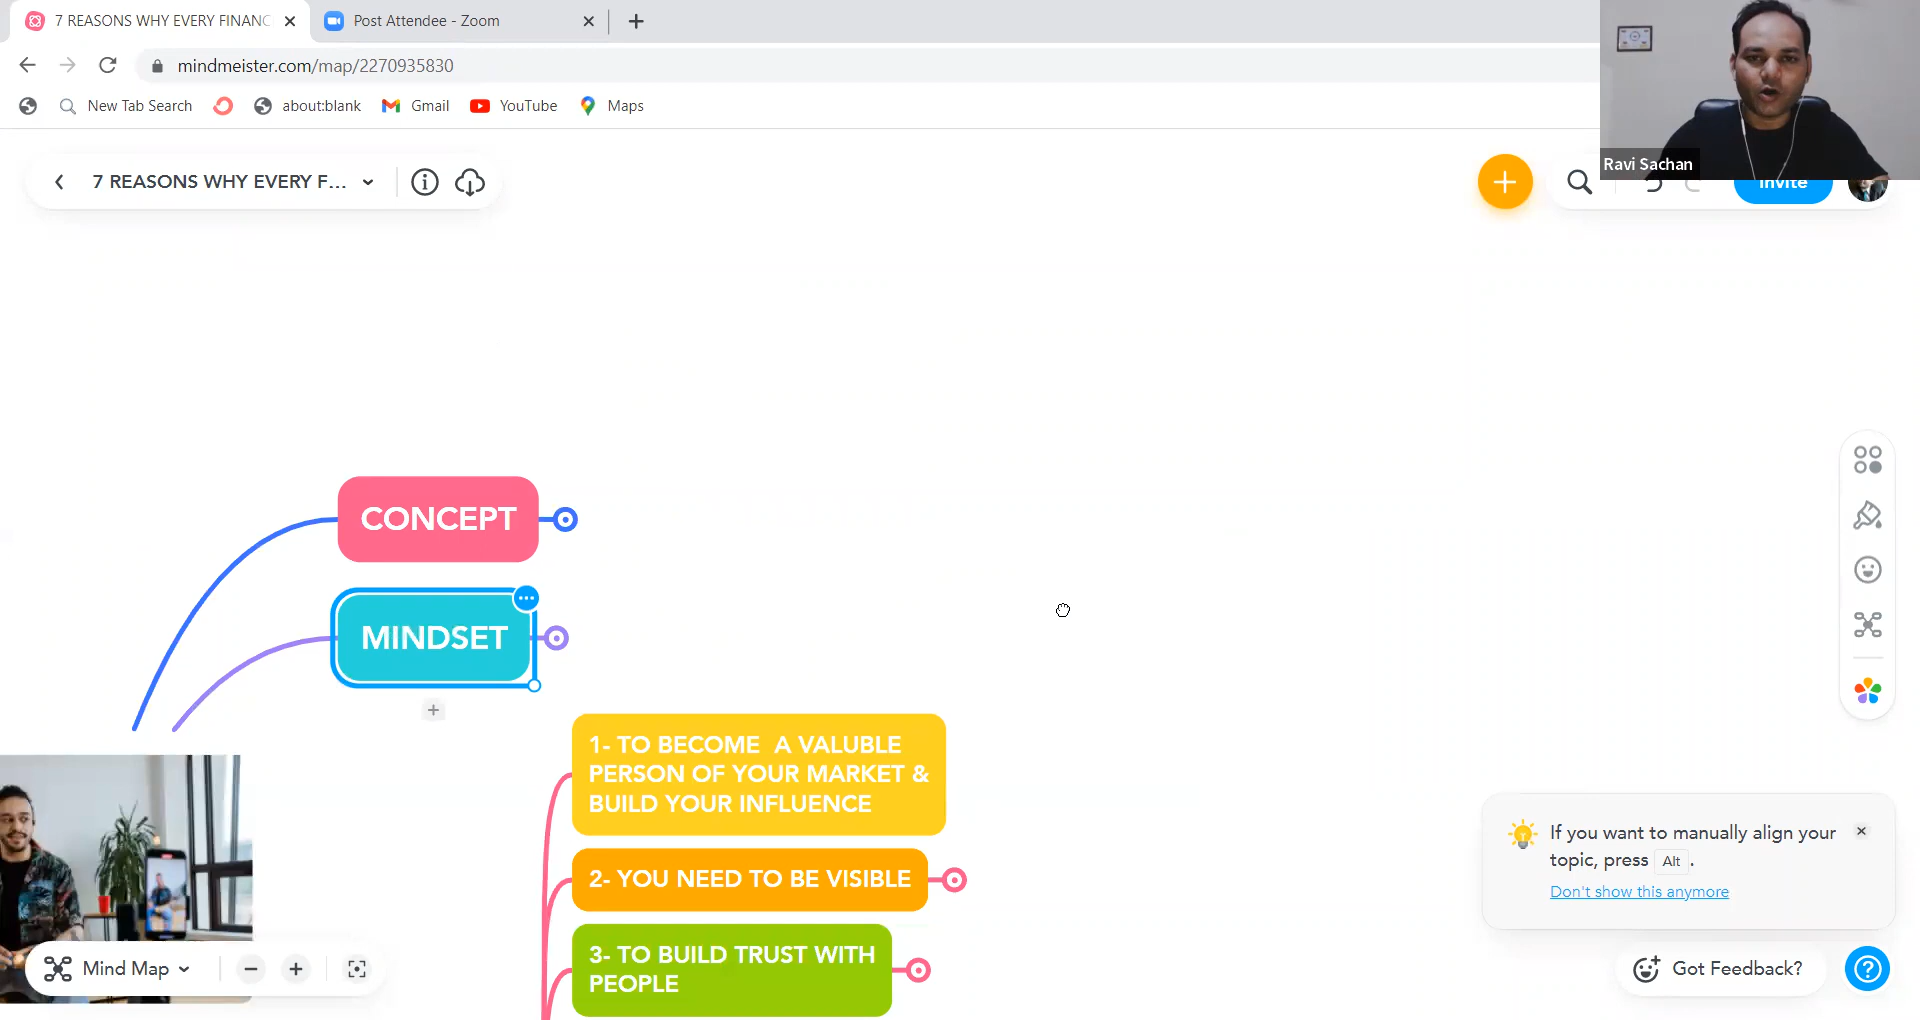 7 REASONS WHY EVERY FINANC
Post Attendee - Zoom
mindmeister.com/map/2270935830
New Tab Search
about:blank
Gmail
YouTube
Maps
Ravi Sachan
7 REASONS WHY EVERY F...
Invite
CONCEPT
MINDSET
1- TO BECOME A VALUBLE
PERSON OF YOUR MARKET &
BUILD YOUR INFLUENCE
2- YOU NEED TO BE VISIBLE
3- TO BUILD TRUST WITH
PEOPLE
If you want to manually align your
topic, press Alt .
Don't show this anymore
Mind Map
Got Feedback?